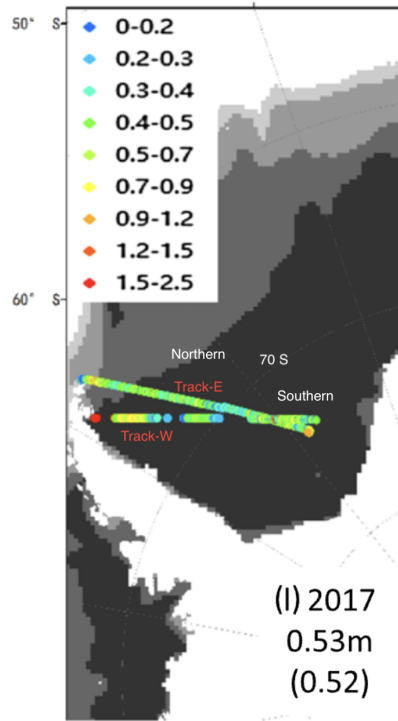 50° S
0-0.2
0.2-0.3
0.3-0.4
0.4-0.5
0.5-0.7
0.7-0.9
0.9-1.2
1.2-1.5
1.5-2.5
60° S
Northern
70 S
Track-E
Southern
Track-W
(I) 2017
0.53m
(0.52)